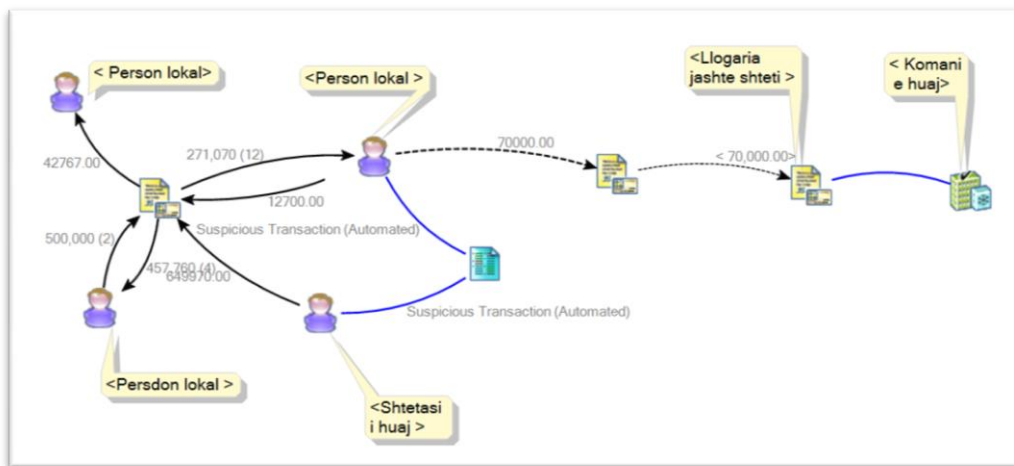 < Person lokal>
<Person lokal >
<Llogaria
jashte shteti >
< Komani
e huaj>
42767.00
271,070 (12)
12700.00
70000.00
< 70,000.00>
Suspicious Transaction (Automated)
500,000 (2)
457,760 (4)
649970.00
Suspicious Transaction (Automated)
<Persdon lokal >
<Shtetasi
i huaj >